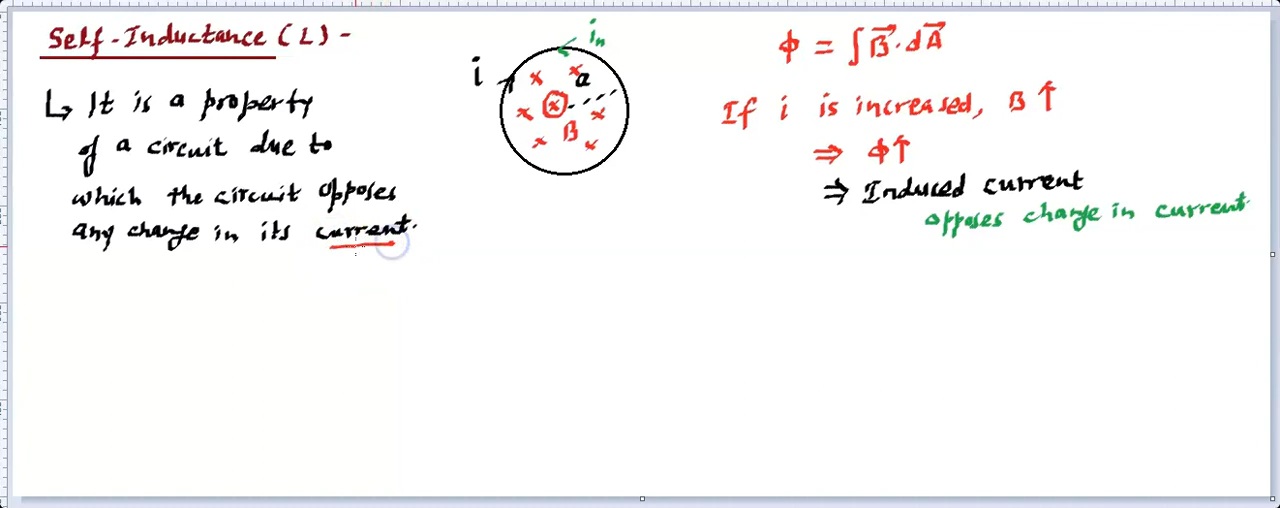 Self-Inductance (L) -
↳ It is a property
of a circuit due to
which the circuit opposes
any change in its current.
i
iₙ
a
B
ϕ = ∫ B⃗ · dA⃗
If i is increased, B ↑
⇒ ϕ↑
⇒ Induced current
opposes change in current.